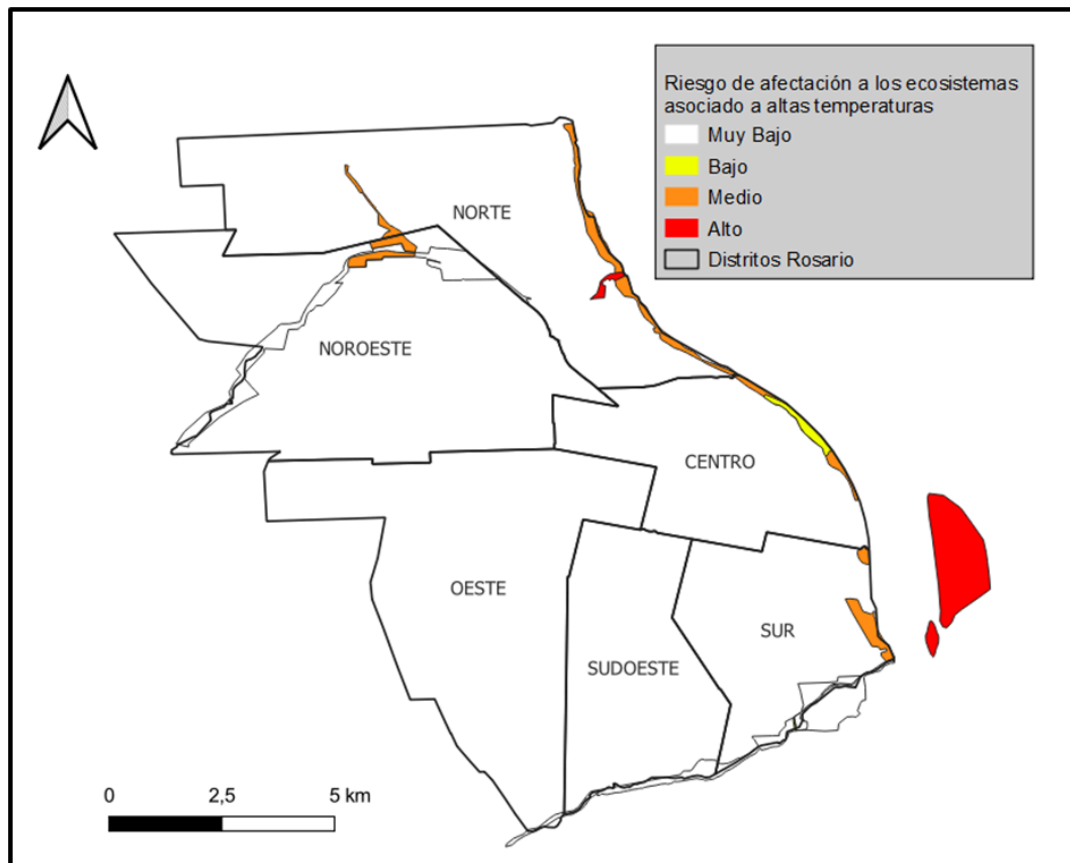 Riesgo de afectación a los ecosistemas
asociado a altas temperaturas
Muy Bajo
Bajo
Medio
Alto
Distritos Rosario
NORTE
NOROESTE
CENTRO
OESTE
SUR
SUDOESTE
0 2,5 5 km